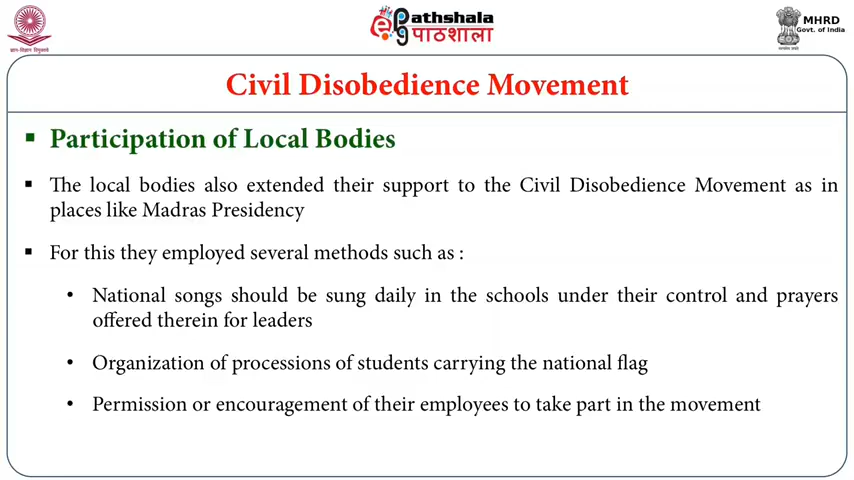 ePathshala
पाठशाला
MHRD
Govt. of India
Civil Disobedience Movement
▪ Participation of Local Bodies
▪ The local bodies also extended their support to the Civil Disobedience Movement as in
places like Madras Presidency
▪ For this they employed several methods such as :
• National songs should be sung daily in the schools under their control and prayers
offered therein for leaders
• Organization of processions of students carrying the national flag
• Permission or encouragement of their employees to take part in the movement